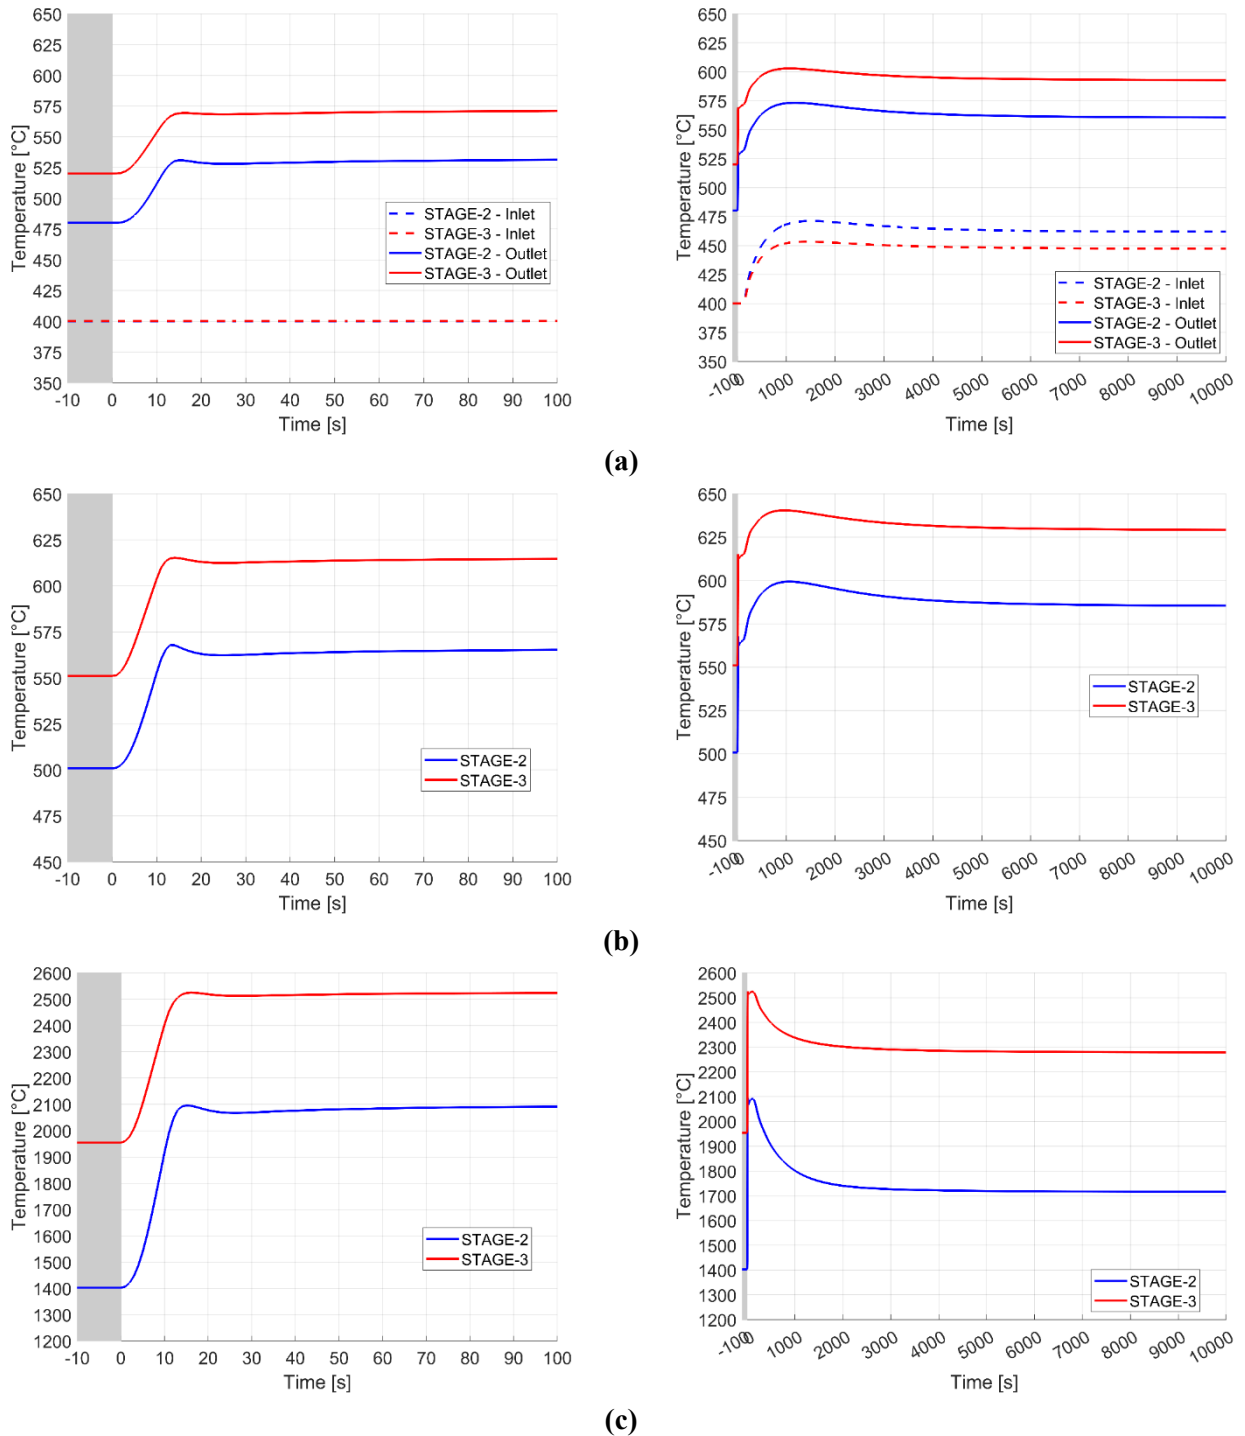 650
625
600
575
550
525
500
475
450
425
400
375
350
Temperature [°C]
STAGE-2 - Inlet
STAGE-3 - Inlet
STAGE-2 - Outlet
STAGE-3 - Outlet
-10 0 10 20 30 40 50 60 70 80 90 100
Time [s]
650
625
600
575
550
525
500
475
450
425
400
375
350
Temperature [°C]
STAGE-2 - Inlet
STAGE-3 - Inlet
STAGE-2 - Outlet
STAGE-3 - Outlet
-100 0 1000 2000 3000 4000 5000 6000 7000 8000 9000 10000
Time [s]
(a)
650
625
600
575
550
525
500
475
450
Temperature [°C]
STAGE-2
STAGE-3
-10 0 10 20 30 40 50 60 70 80 90 100
Time [s]
650
625
600
575
550
525
500
475
450
Temperature [°C]
STAGE-2
STAGE-3
-100 0 1000 2000 3000 4000 5000 6000 7000 8000 9000 10000
Time [s]
(b)
2600
2500
2400
2300
2200
2100
2000
1900
1800
1700
1600
1500
1400
1300
1200
Temperature [°C]
STAGE-2
STAGE-3
-10 0 10 20 30 40 50 60 70 80 90 100
Time [s]
2600
2500
2400
2300
2200
2100
2000
1900
1800
1700
1600
1500
1400
1300
1200
Temperature [°C]
STAGE-2
STAGE-3
-100 0 1000 2000 3000 4000 5000 6000 7000 8000 9000 10000
Time [s]
(c)